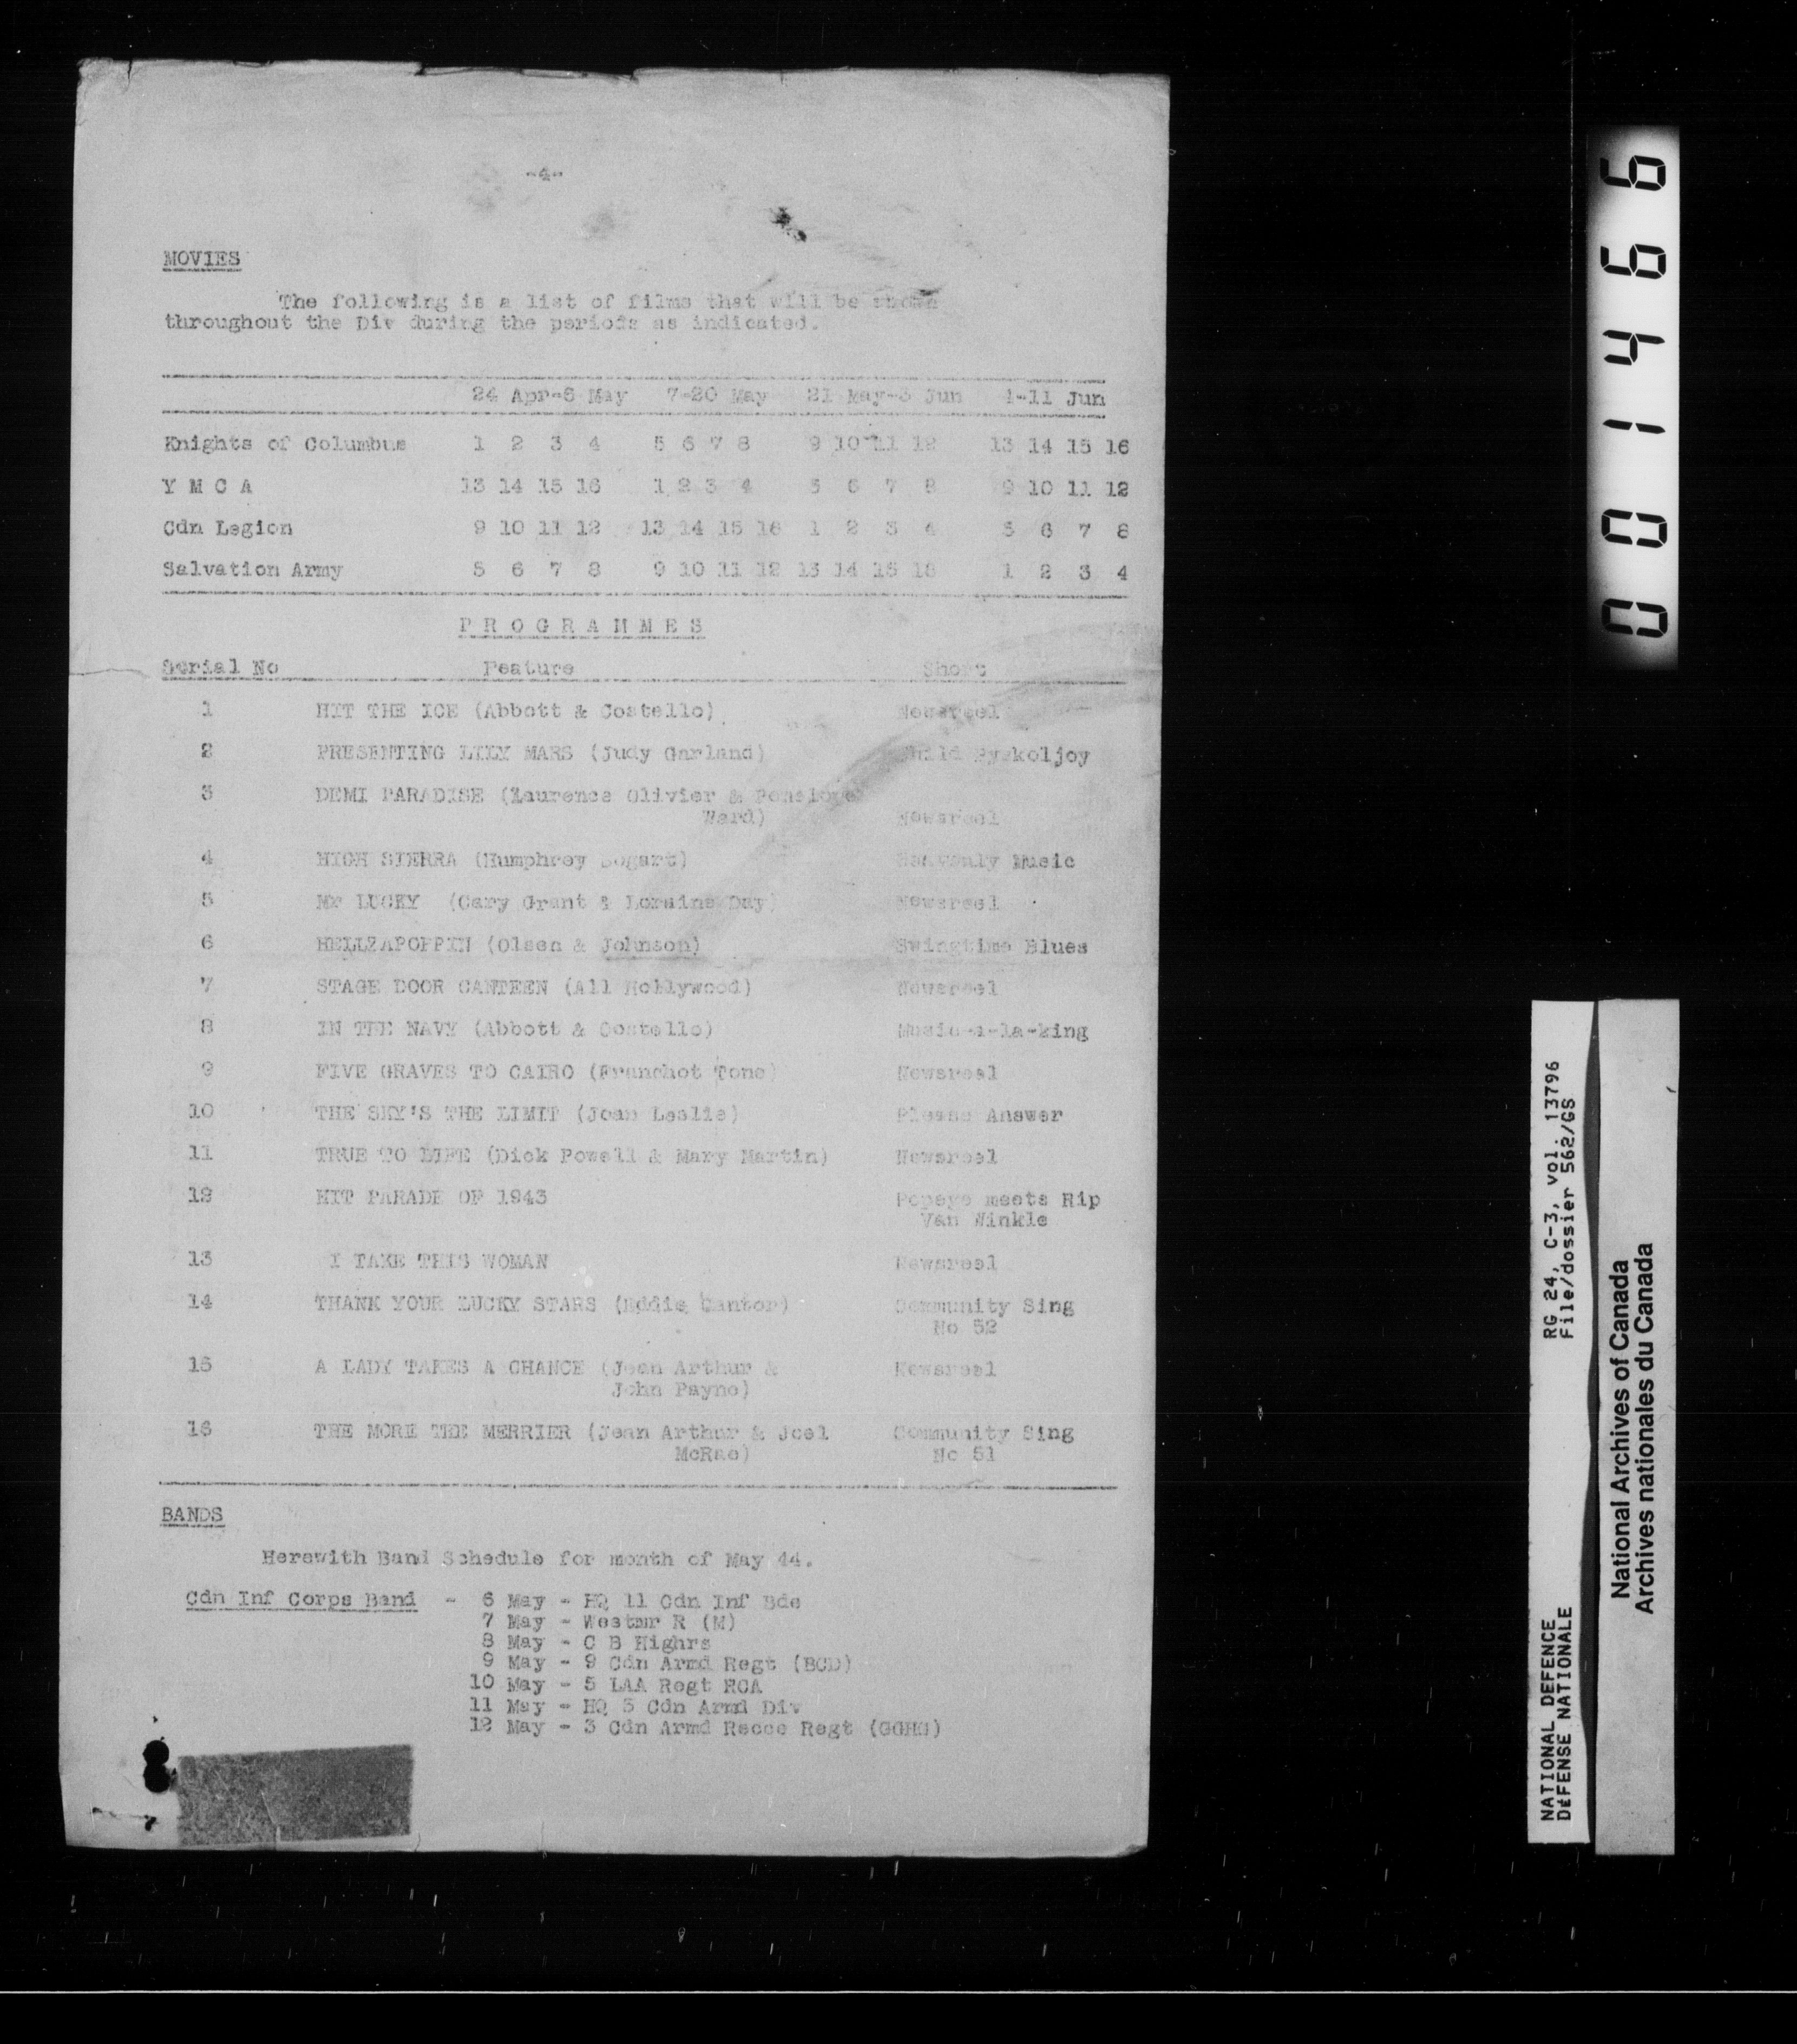 -4-
MOVIES
The following is a list of films that will be shown
throughout the Div during the periods as indicated.
24 Apr-6 May 7-20 May 21 May-3 Jun 4-11 Jun
Knights of Columbus 1 2 3 4 5 6 7 8 9 10 11 12 13 14 15 16
Y M C A 13 14 15 16 1 2 3 4 5 6 7 8 9 10 11 12
Cdn Legion 9 10 11 12 13 14 15 16 1 2 3 4 5 6 7 8
Salvation Army 5 6 7 8 9 10 11 12 13 14 15 16 1 2 3 4
P R O G R A M M E S
Serial No Feature Short
1 HIT THE ICE (Abbott & Costello) Newsreel
2 PRESENTING LILY MARS (Judy Garland)
3 DEMI PARADISE (Laurence Olivier & Penelope
Ward) Newsreel
4 HIGH SIERRA (Humphrey Bogart) Heavenly Music
5 Mr LUCKY (Cary Grant & Loraine Day) Newsreel
6 HELLZAPOPPIN (Olsen & Johnson) Swingtime Blues
7 STAGE DOOR CANTEEN (All Hollywood) Newsreel
8 IN THE NAVY (Abbott & Costello) Music-a-la-king
9 FIVE GRAVES TO CAIRO (Franchot Tone) Newsreel
10 THE SKY'S THE LIMIT (Joan Leslie) Please Answer
11 TRUE TO LIFE (Dick Powell & Mary Martin) Newsreel
12 HIT PARADE OF 1943 Popeye meets Rip
Van Winkle
13 I TAKE THIS WOMAN Newsreel
14 THANK YOUR LUCKY STARS (Eddie Cantor) Community Sing
No 52
15 A LADY TAKES A CHANCE (Jean Arthur & Newsreel
John Payne)
16 THE MORE THE MERRIER (Jean Arthur & Joel Community Sing
McRae) No 51
BANDS
Herewith Band Schedule for month of May 44.
Cdn Inf Corps Band - 6 May - HQ 11 Cdn Inf Bde
7 May - Westmr R (M)
8 May - C B Highrs
9 May - 9 Cdn Armd Regt (BCD)
10 May - 5 LAA Regt RCA
11 May - HQ 5 Cdn Armd Div
12 May - 3 Cdn Armd Recce Regt (GGHG)
001466
RG 24, C-3, vol. 13796
File/dossier 562/GS
NATIONAL DEFENCE
DÉFENSE NATIONALE
National Archives of Canada
Archives nationales du Canada